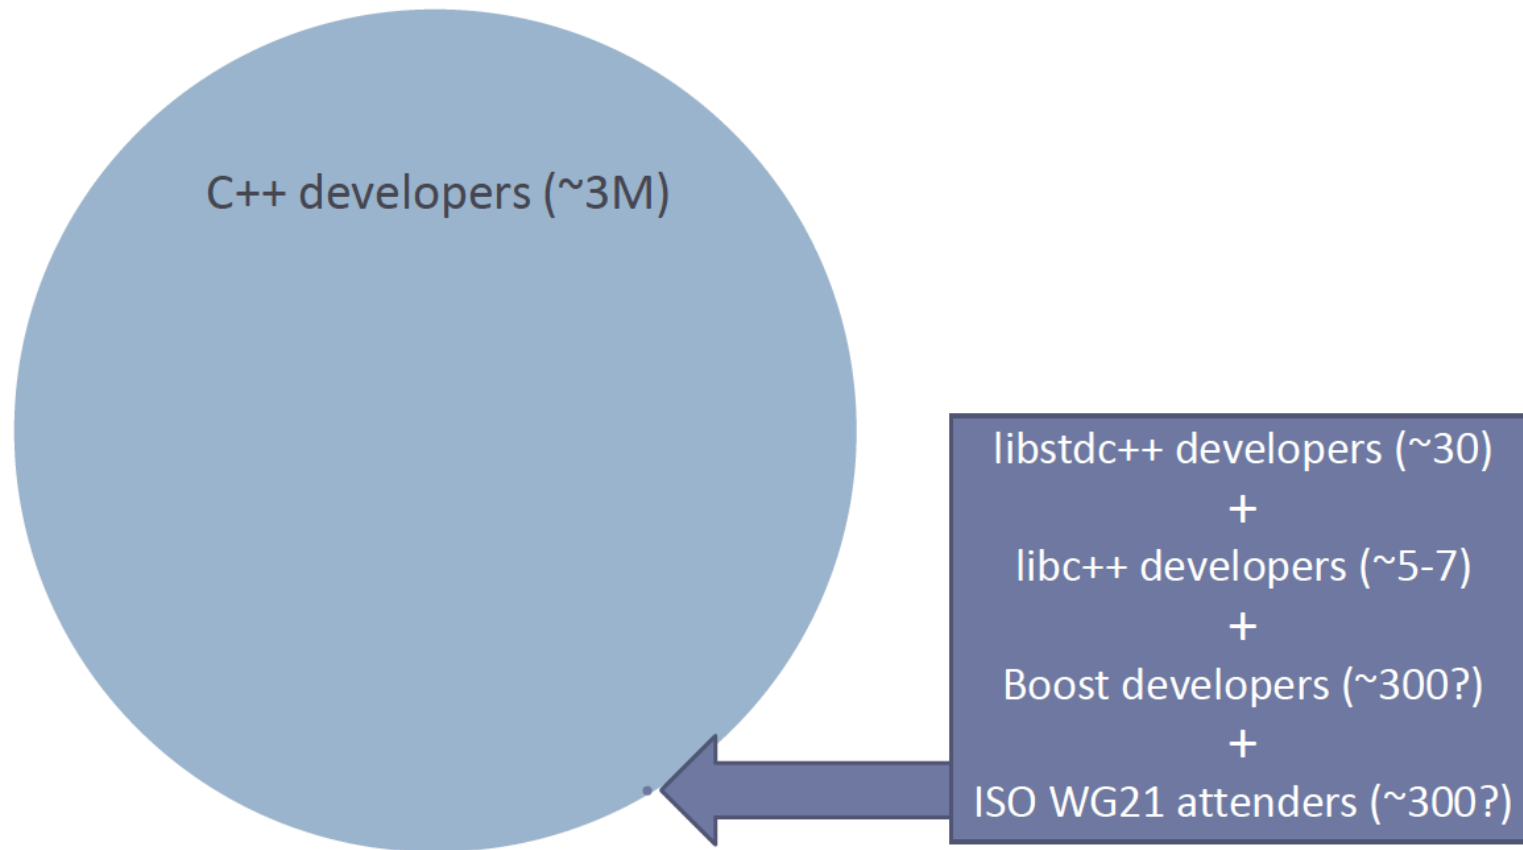 C++ developers (~3M)
libstdc++ developers (~30)
+
libc++ developers (~5-7)
+
Boost developers (~300?)
+
ISO WG21 attenders (~300?)